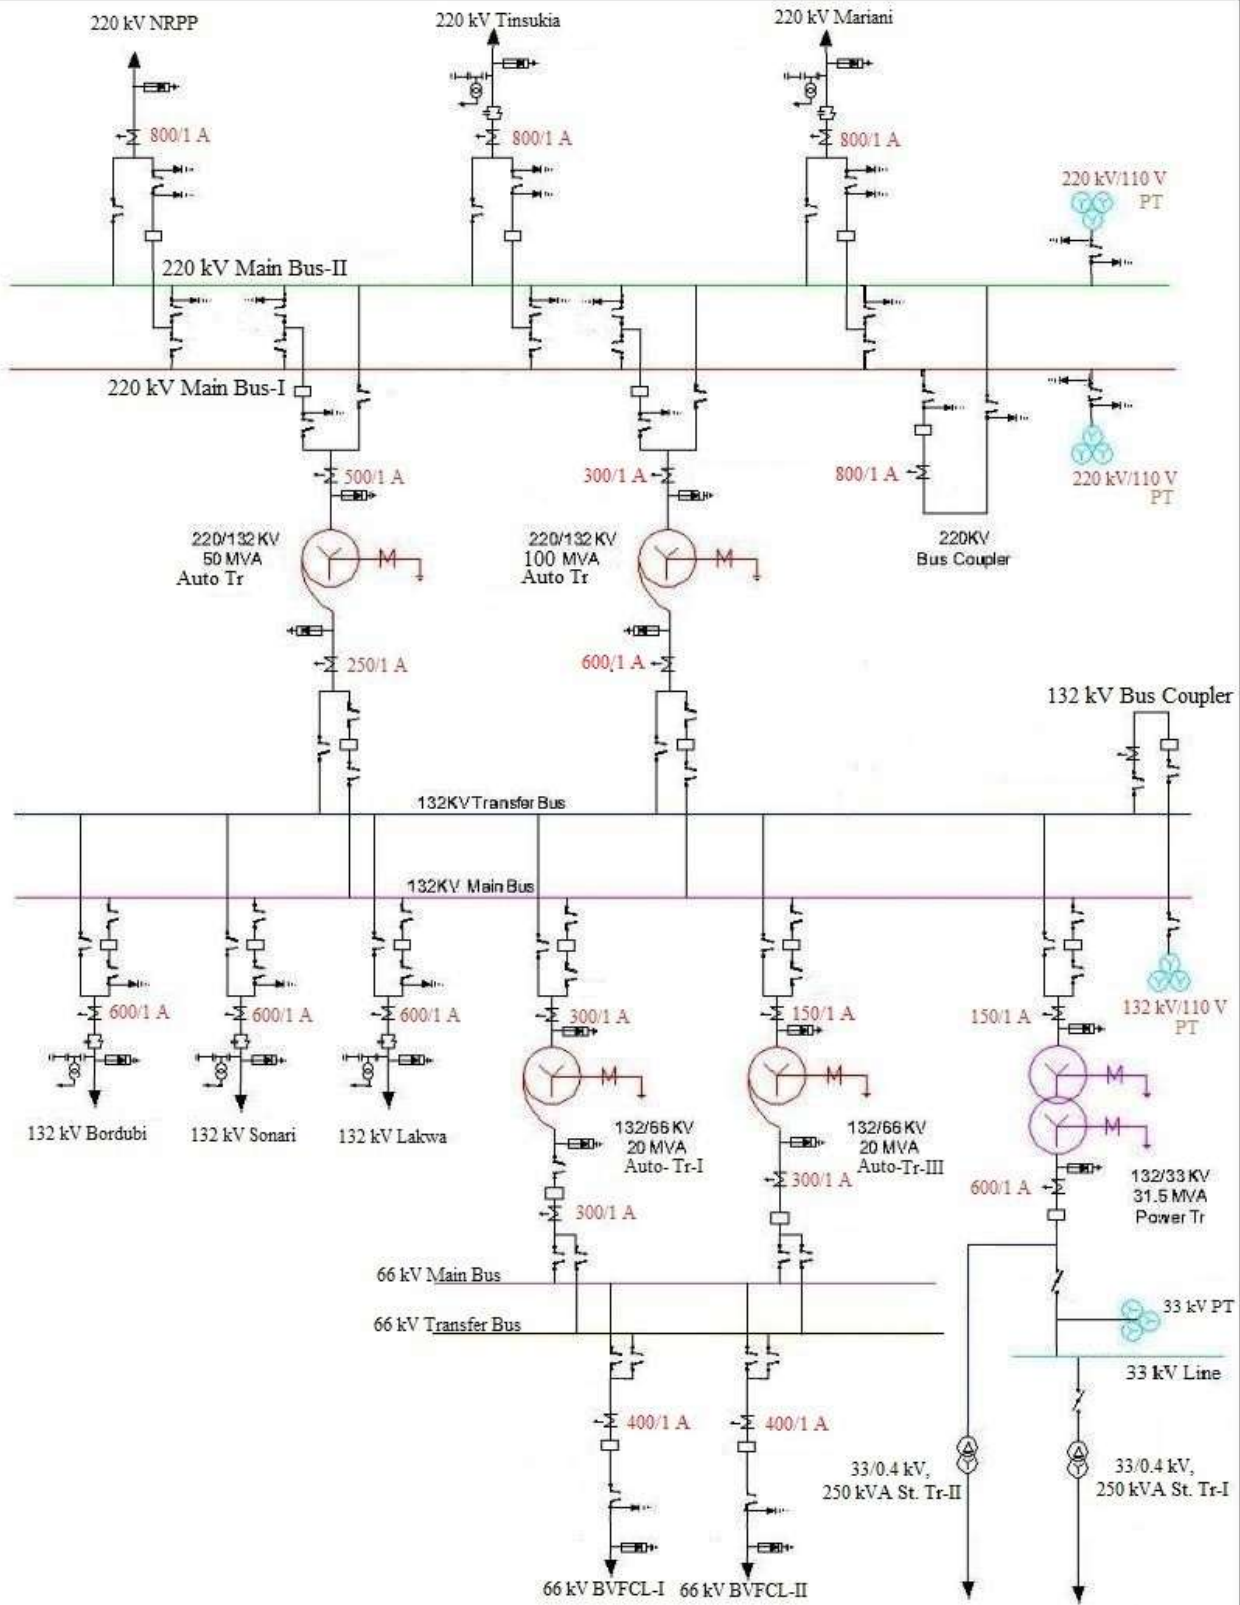 220 kV NRPP
220 kV Tinsukia
220 kV Mariani
800/1 A
800/1 A
800/1 A
220 kV/110 V
PT
220 kV Main Bus-II
220 kV Main Bus-I
500/1 A
300/1 A
800/1 A
220 kV/110 V
PT
220/132 KV
50 MVA
Auto Tr
220/132 KV
100 MVA
Auto Tr
220KV
Bus Coupler
250/1 A
600/1 A
132 kV Bus Coupler
132KV Transfer Bus
132KV Main Bus
600/1 A
600/1 A
600/1 A
300/1 A
150/1 A
150/1 A
132 kV/110 V
PT
M
M
M
M
M
M
132 kV Bordubi
132 kV Sonari
132 kV Lakwa
132/66 KV
20 MVA
Auto- Tr-I
132/66 KV
20 MVA
Auto-Tr-III
132/33 KV
31.5 MVA
Power Tr
300/1 A
300/1 A
600/1 A
66 kV Main Bus
66 kV Transfer Bus
33 kV PT
33 kV Line
400/1 A
400/1 A
33/0.4 kV,
250 kVA St. Tr-II
33/0.4 kV,
250 kVA St. Tr-I
66 kV BVFCL-I
66 kV BVFCL-II